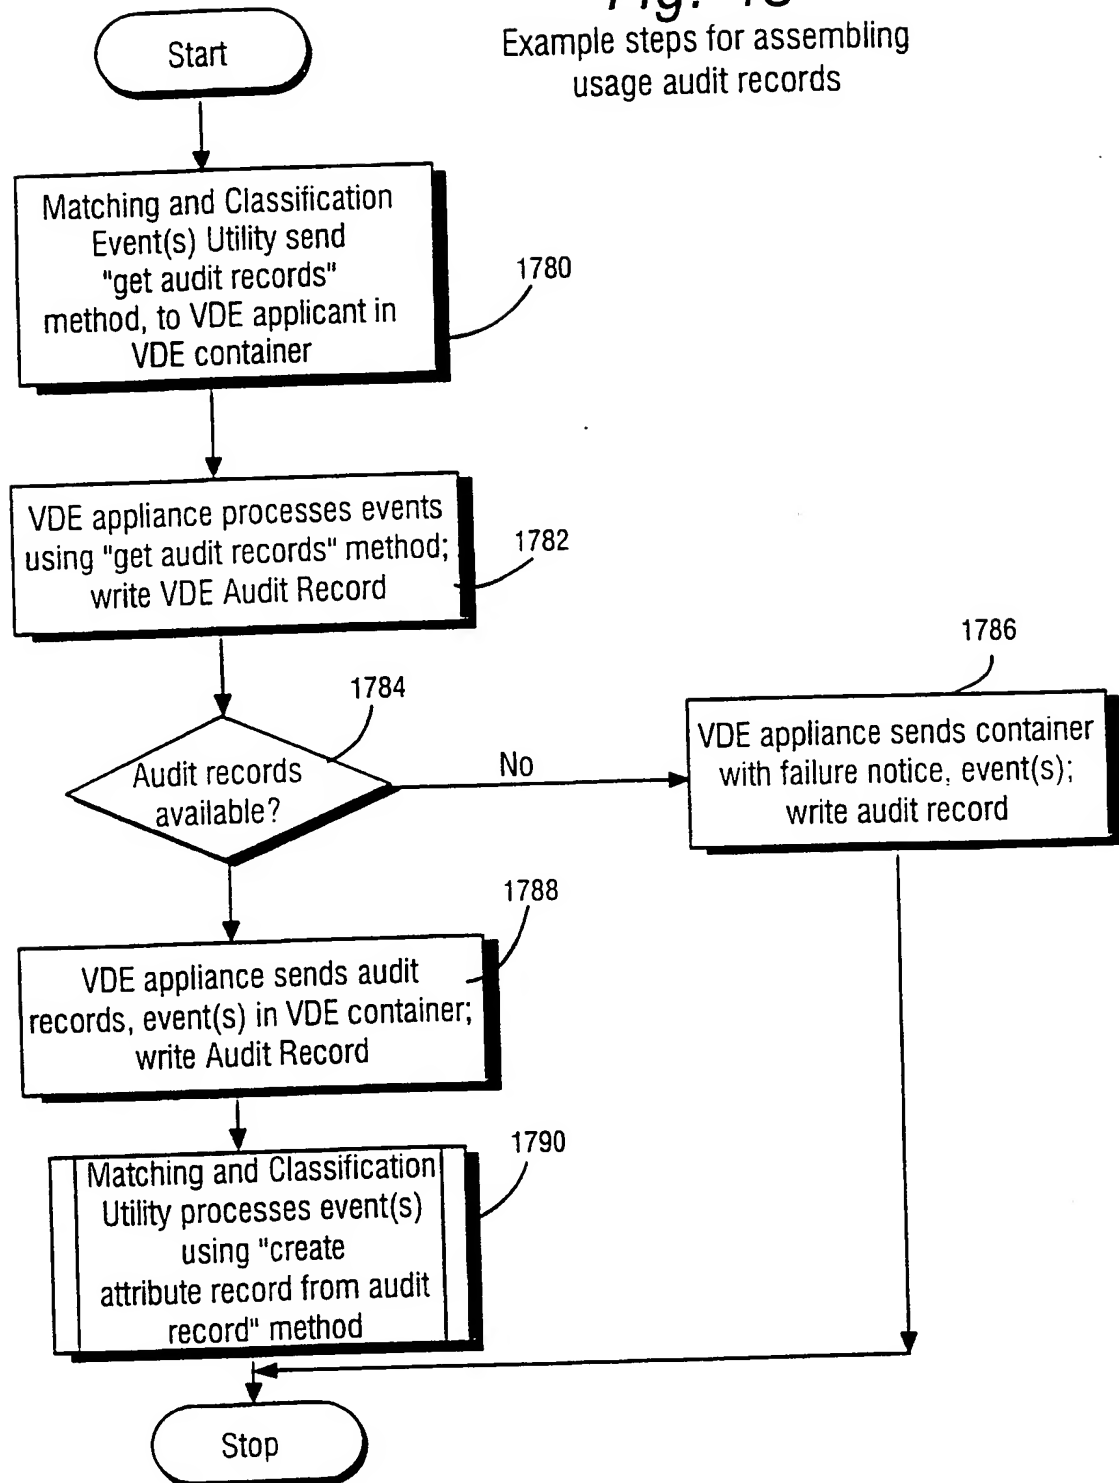 Example steps for assembling
usage audit records
Start
Matching and Classification
Event(s) Utility send
"get audit records"
method, to VDE applicant in
VDE container
1780
VDE appliance processes events
using "get audit records" method;
write VDE Audit Record
1782
1784
Audit records
available?
No
1786
VDE appliance sends container
with failure notice, event(s);
write audit record
1788
VDE appliance sends audit
records, event(s) in VDE container;
write Audit Record
1790
Matching and Classification
Utility processes event(s)
using "create
attribute record from audit
record" method
Stop